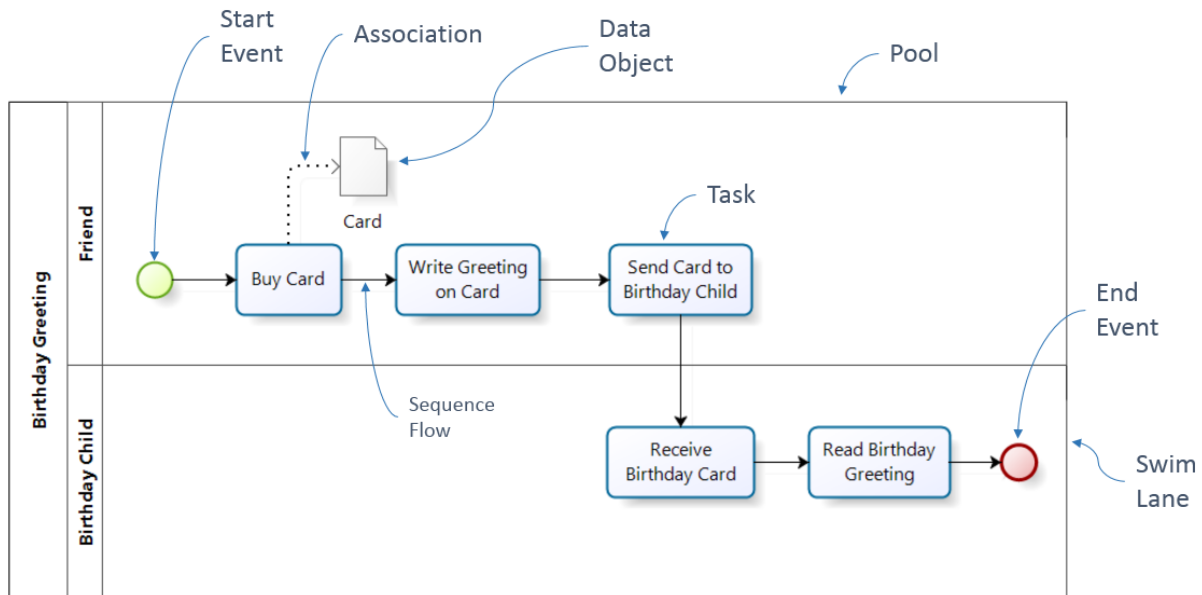 Start
Event
Association
Data
Object
Pool
Card
Task
Birthday Greeting
Friend
Buy Card
Write Greeting
on Card
Send Card to
Birthday Child
End
Event
Sequence
Flow
Birthday Child
Receive
Birthday Card
Read Birthday
Greeting
Swim
Lane